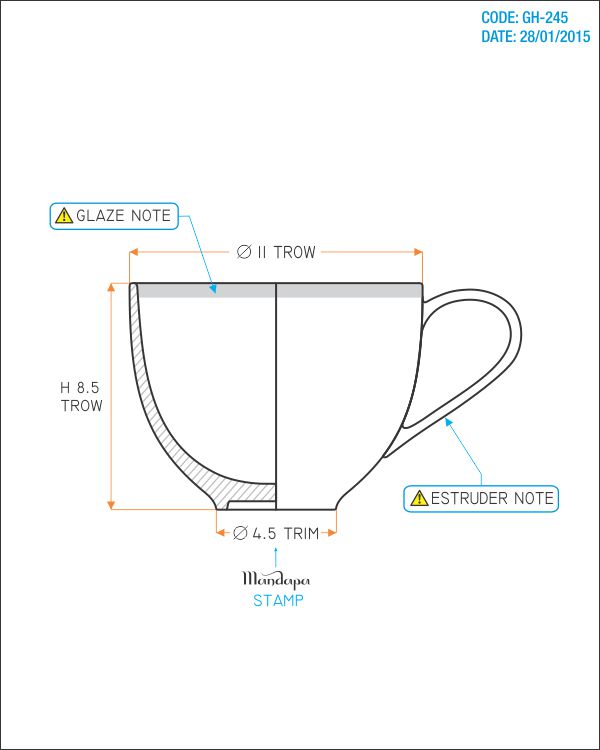 CODE: GH-245
DATE: 28/01/2015
GLAZE NOTE
Ø 11 TROW
H 8.5
TROW
ESTRUDER NOTE
Ø 4.5 TRIM
Mandapa
STAMP